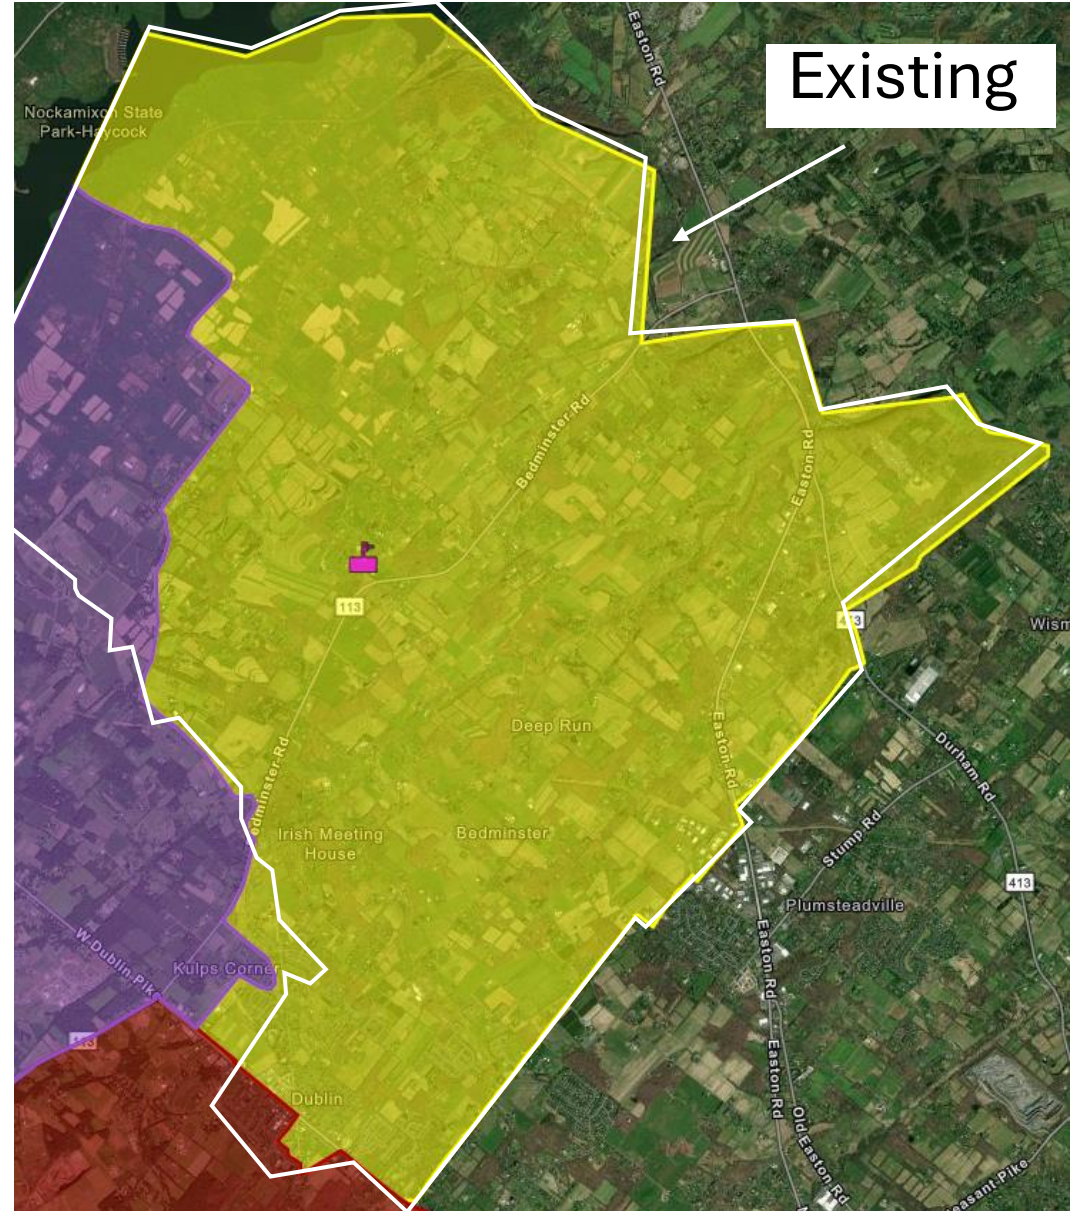 Easton Rd
Existing
Nockamixon State
Park-Haycock
Bedminster Rd
Easton Rd
113
413
Wism
Deep Run
Easton Rd
Durham Rd
edminster Rd
Irish Meeting
House
Bedminster
Stump Rd
413
Plumsteadville
W Dublin Pike
Kulps Corner
Easton Rd
313
Easton Rd
Dublin
Old Easton Rd
easant Pike